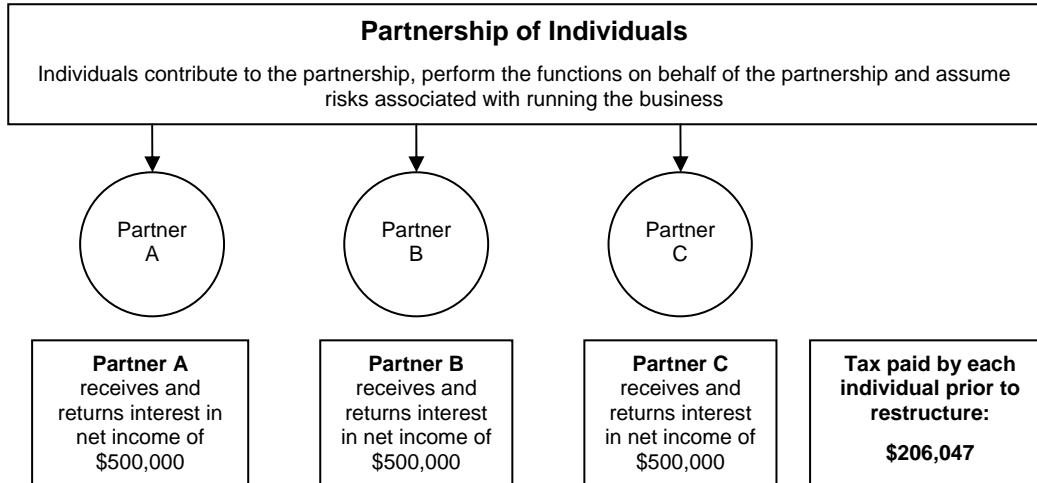 Partnership of Individuals
Individuals contribute to the partnership, perform the functions on behalf of the partnership and assume
risks associated with running the business
Partner
A
Partner
B
Partner
C
Partner A
receives and
returns interest in
net income of
$500,000
Partner B
receives and
returns interest
in net income of
$500,000
Partner C
receives and
returns interest
in net income of
$500,000
Tax paid by each
individual prior to
restructure:
$206,047